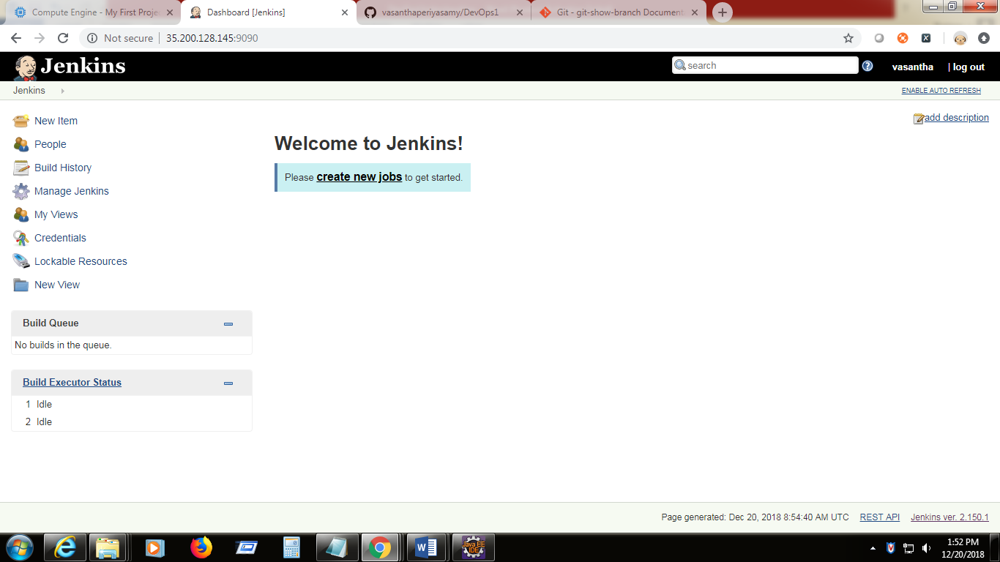 Compute Engine - My First Proje
Dashboard [Jenkins]
vasanthaperiyasamy/DevOps1
Git - git-show-branch Document
Not secure
35.200.128.145:9090
Jenkins
search
vasantha
| log out
Jenkins
ENABLE AUTO REFRESH
New Item
People
Build History
Manage Jenkins
My Views
Credentials
Lockable Resources
New View
add description
Welcome to Jenkins!
Please create new jobs to get started.
Build Queue
No builds in the queue.
Build Executor Status
1 Idle
2 Idle
Page generated: Dec 20, 2018 8:54:40 AM UTC
REST API
Jenkins ver. 2.150.1
Java EE
IDE
1:52 PM
12/20/2018